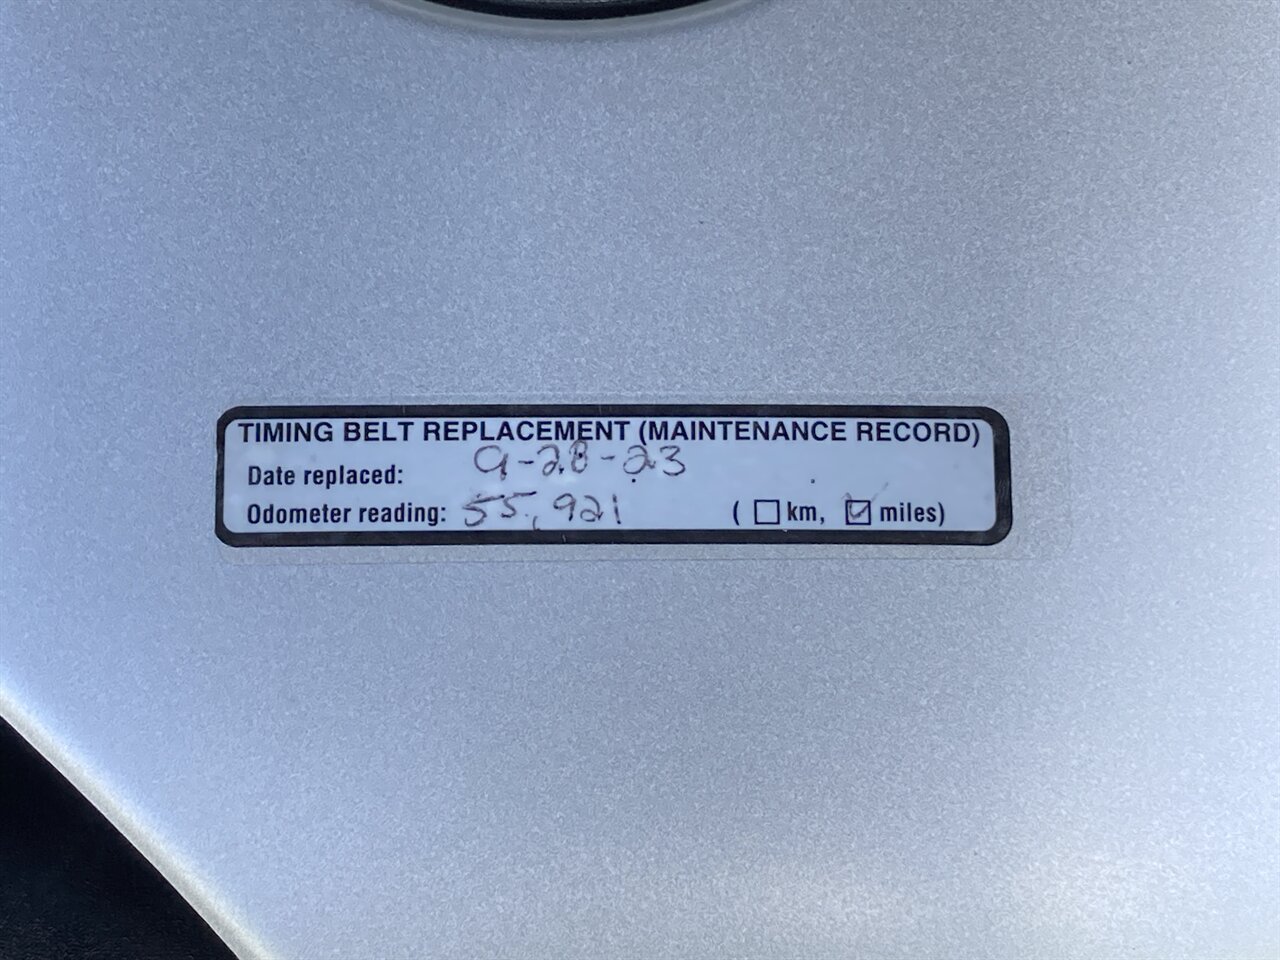 TIMING BELT REPLACEMENT (MAINTENANCE RECORD)
Date replaced: 9-28-23
Odometer reading: 55,921 ( ☐ km, ☑ miles)